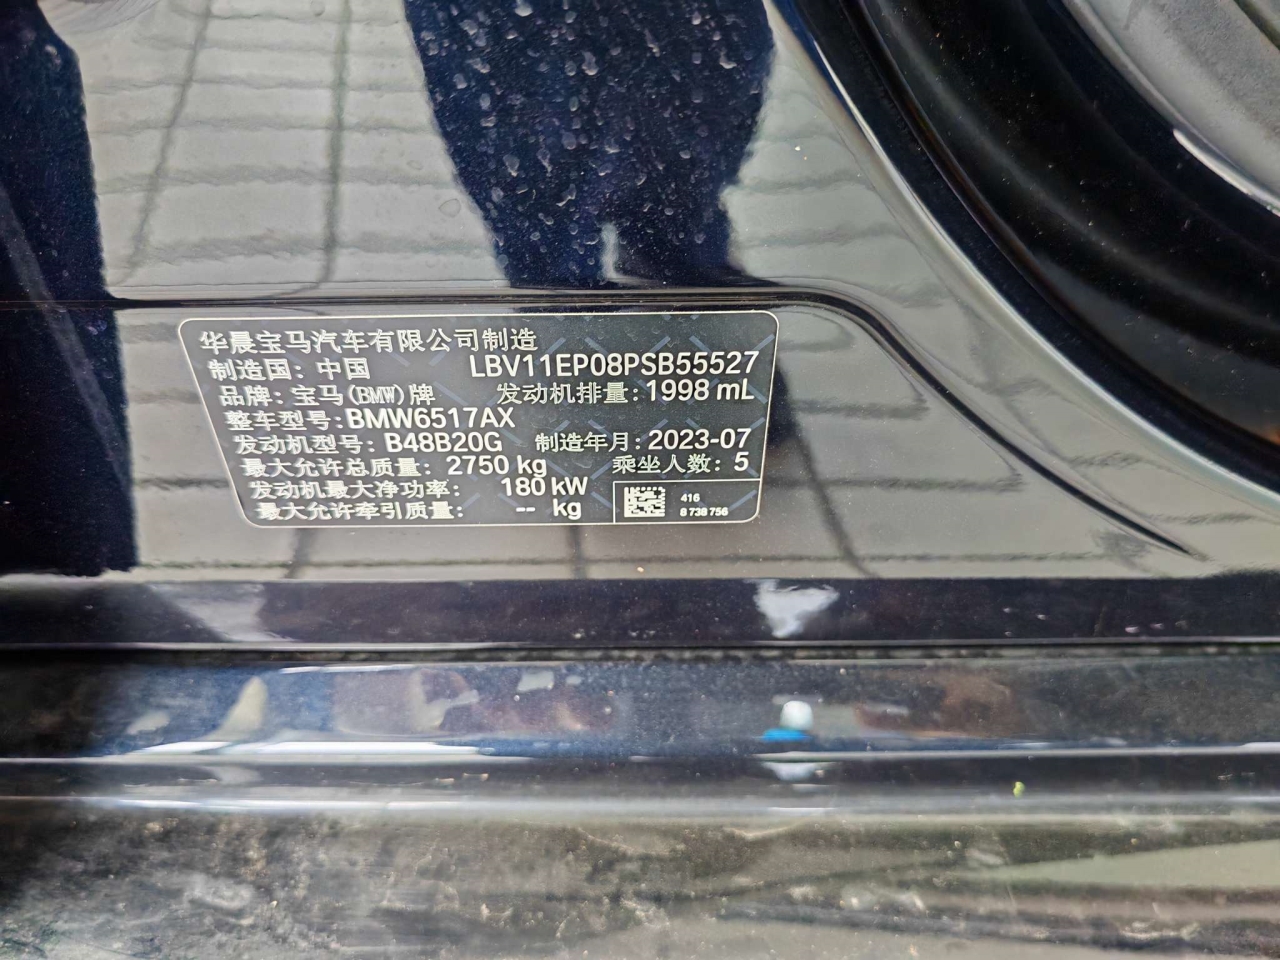 华晨宝马汽车有限公司制造
制造国: 中国 LBV11EP08PSB55527
品牌: 宝马(BMW)牌 发动机排量: 1998 mL
整车型号: BMW6517AX
发动机型号: B48B20G 制造年月: 2023-07
最大允许总质量: 2750 kg 乘坐人数: 5
发动机最大净功率: 180 kW
最大允许牵引质量: -- kg
416
8 738 756